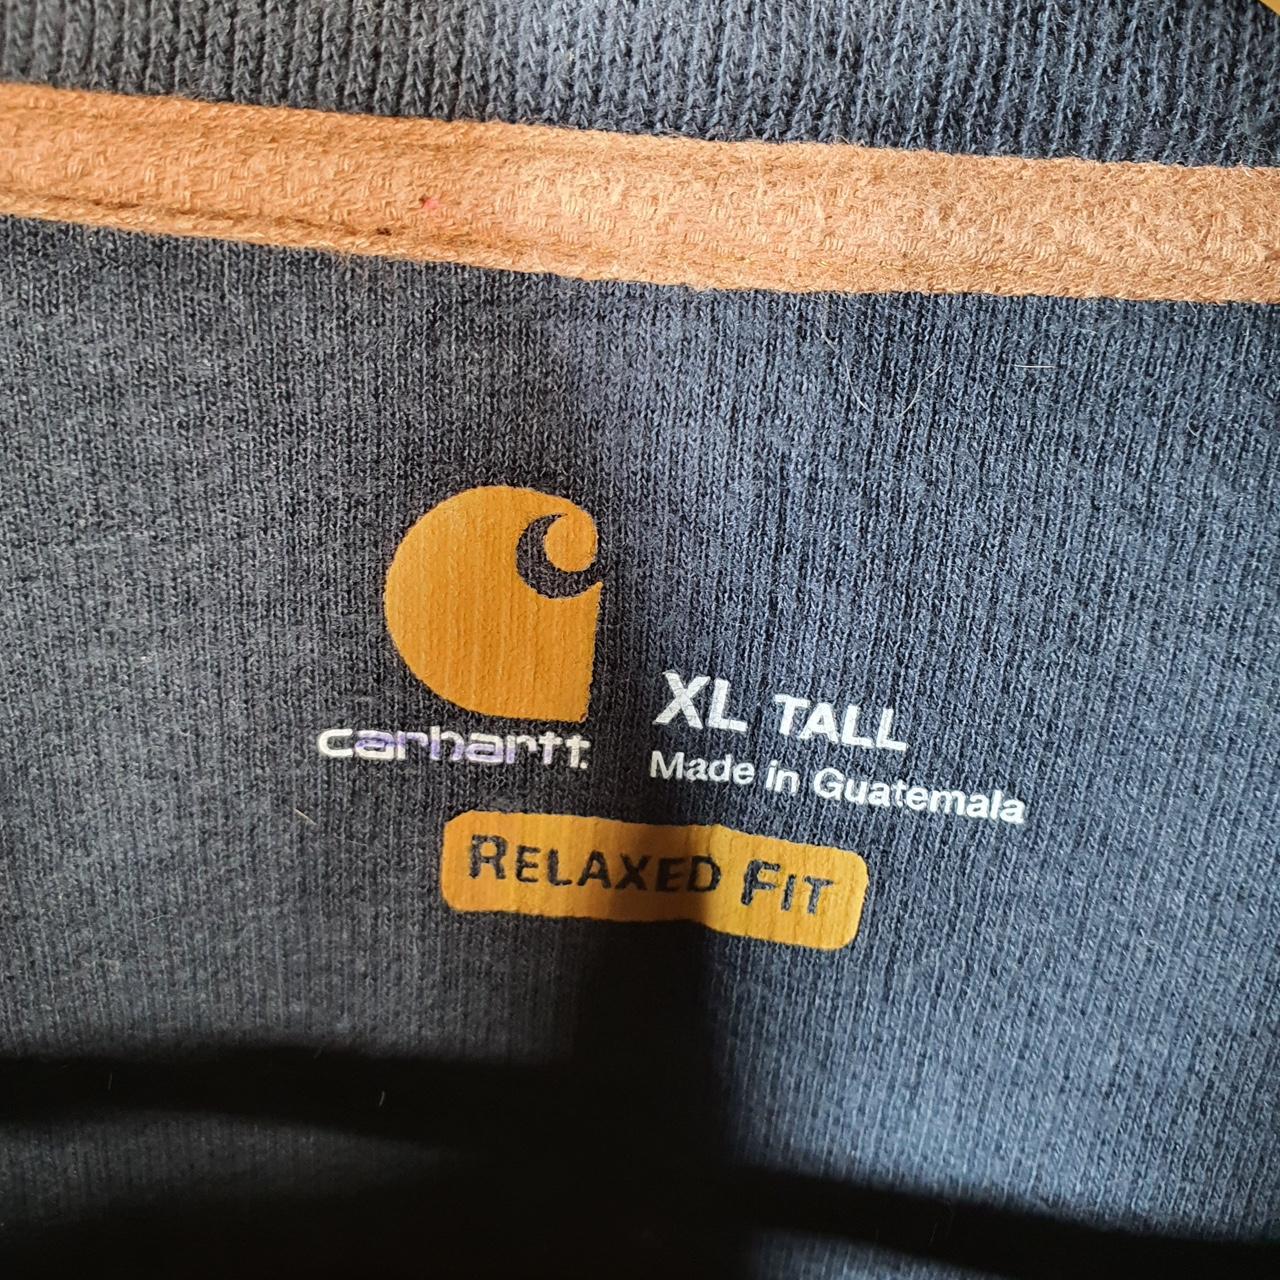 carhartt.
XL TALL
Made in Guatemala
RELAXED FIT